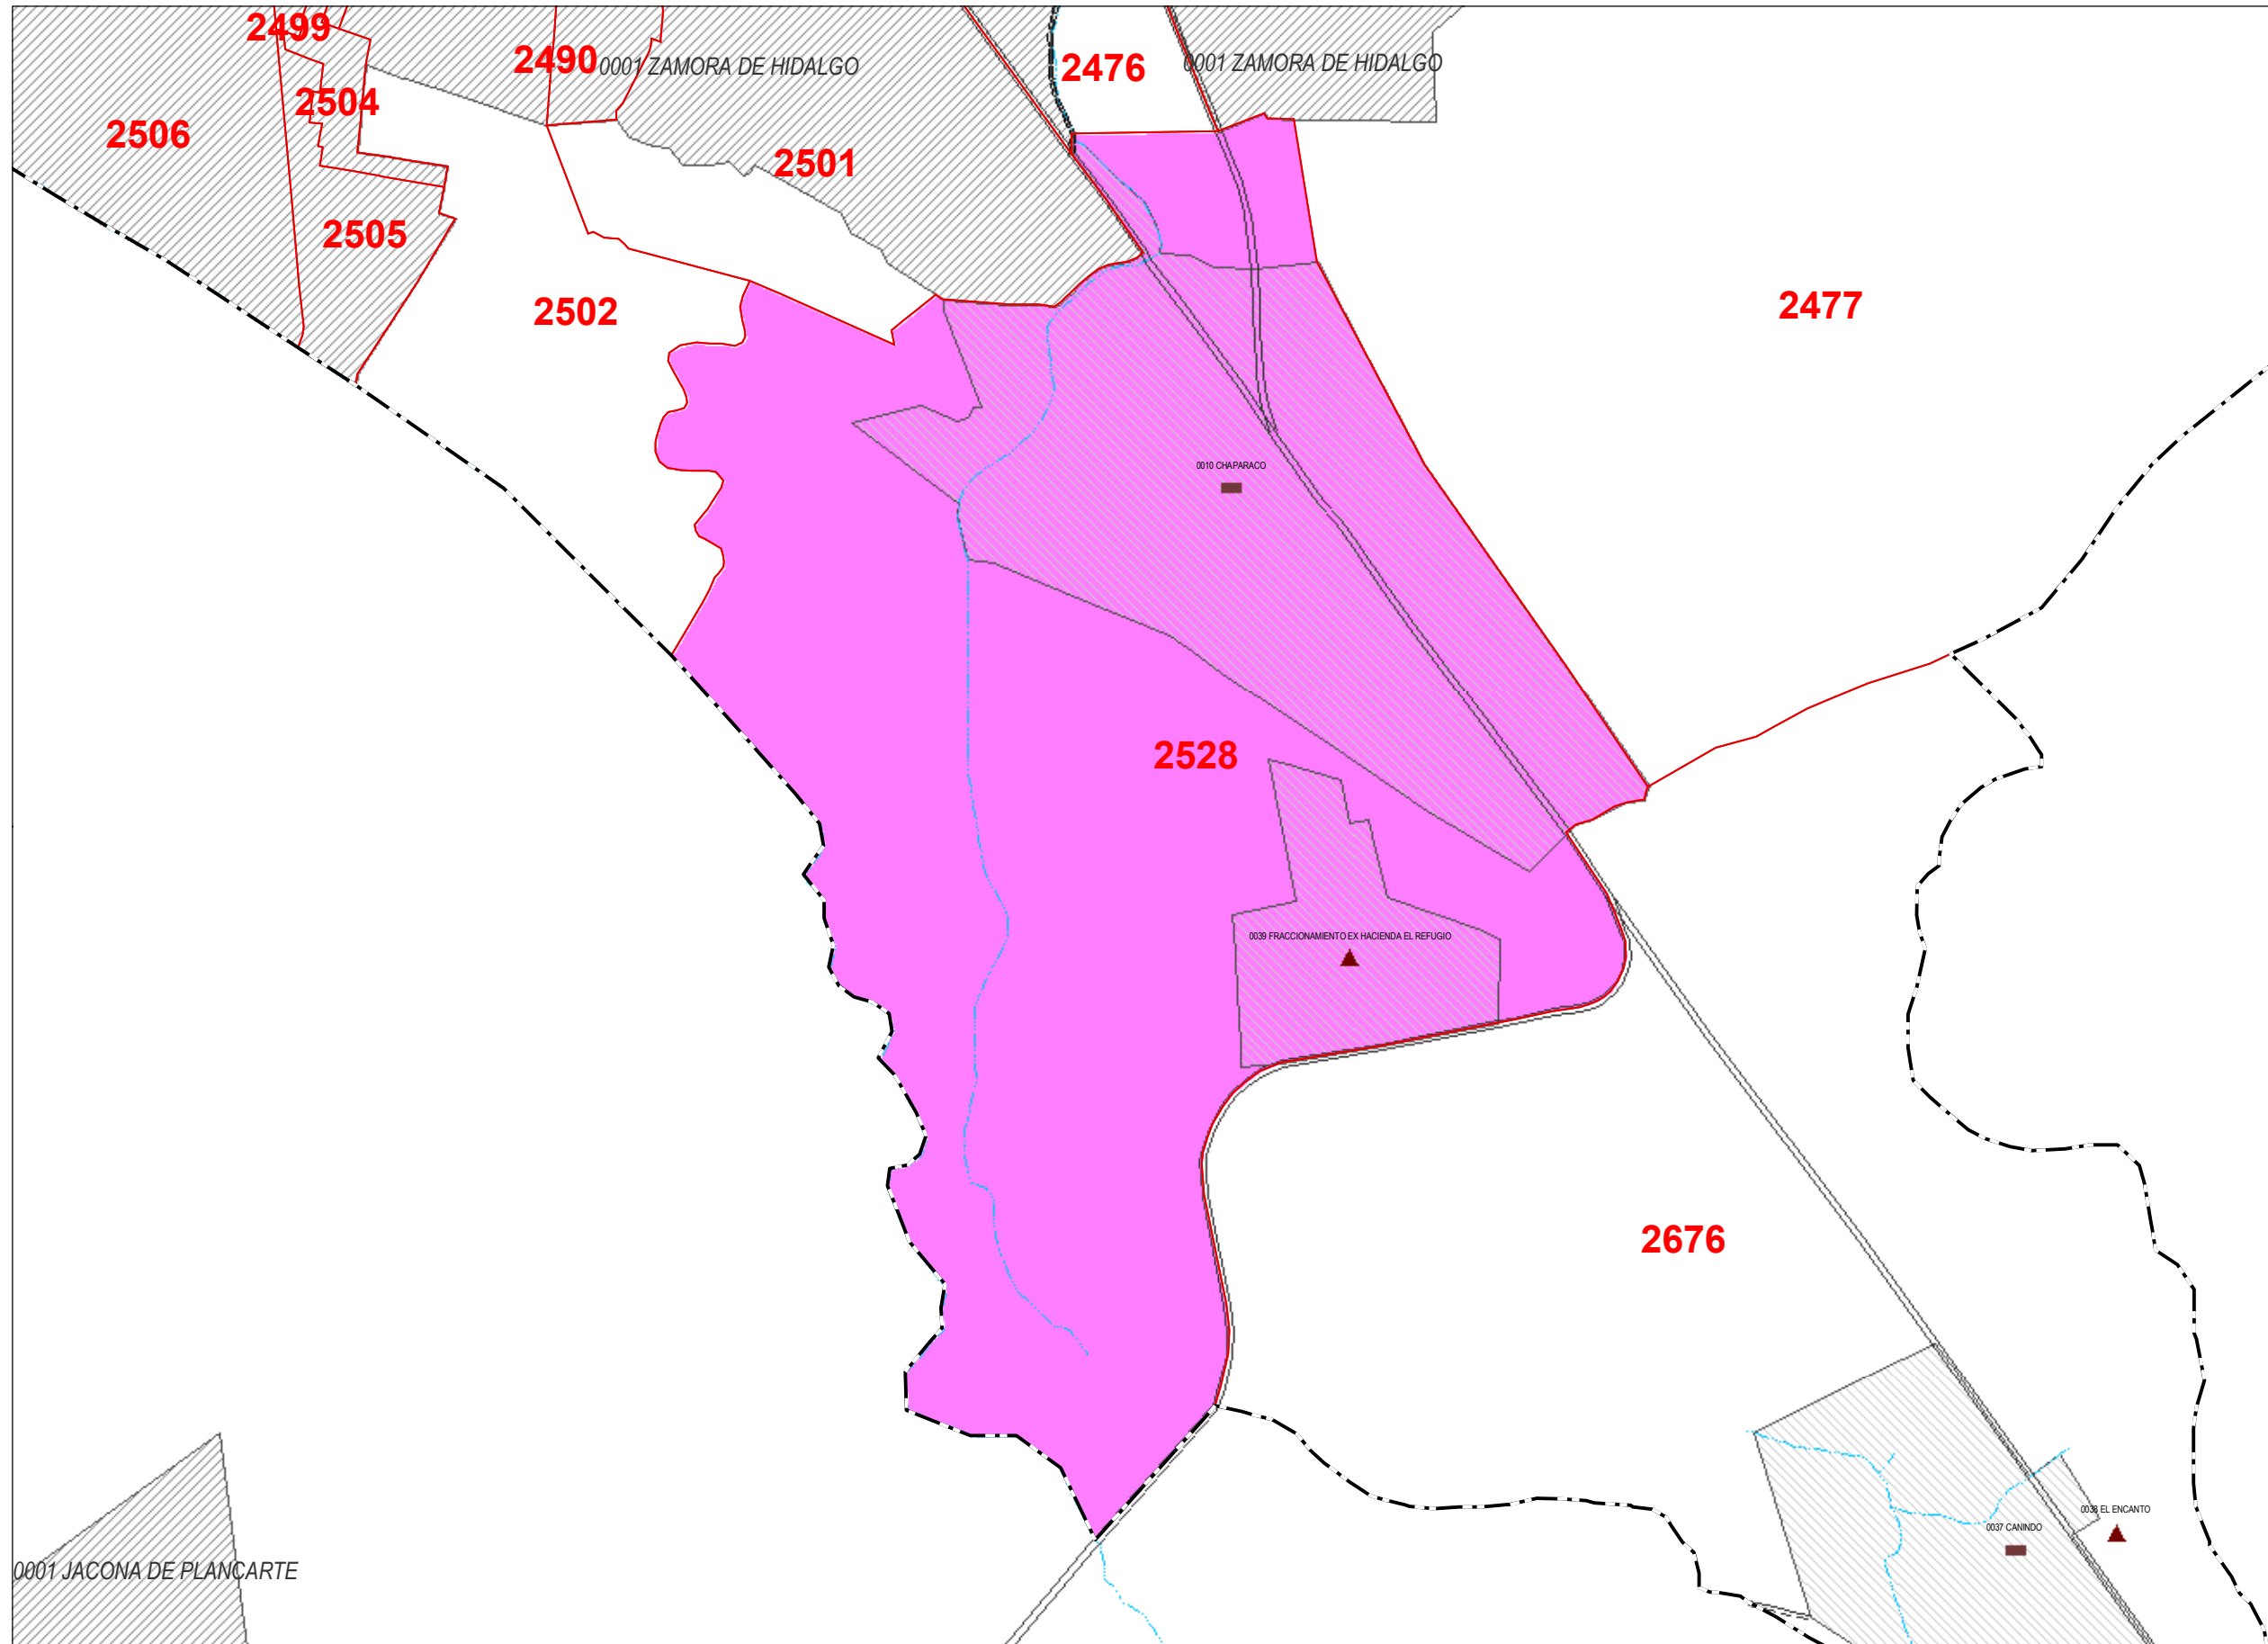 2499
2490
0001 ZAMORA DE HIDALGO
2476
0001 ZAMORA DE HIDALGO
2504
2506
2501
2505
2502
2477
0010 CHAPARACO
2528
0039 FRACCIONAMIENTO EX HACIENDA EL REFUGIO
2676
0038 EL ENCANTO
0037 CANINDO
0001 JACONA DE PLANCARTE